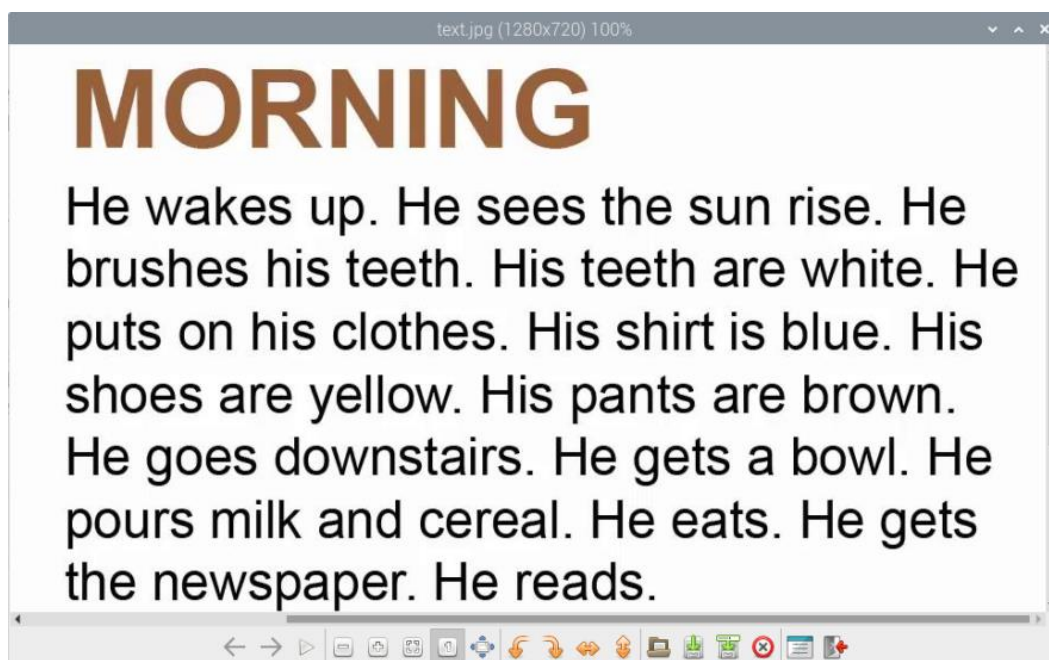 text.jpg (1280x720) 100%
MORNING
He wakes up. He sees the sun rise. He
brushes his teeth. His teeth are white. He
puts on his clothes. His shirt is blue. His
shoes are yellow. His pants are brown.
He goes downstairs. He gets a bowl. He
pours milk and cereal. He eats. He gets
the newspaper. He reads.